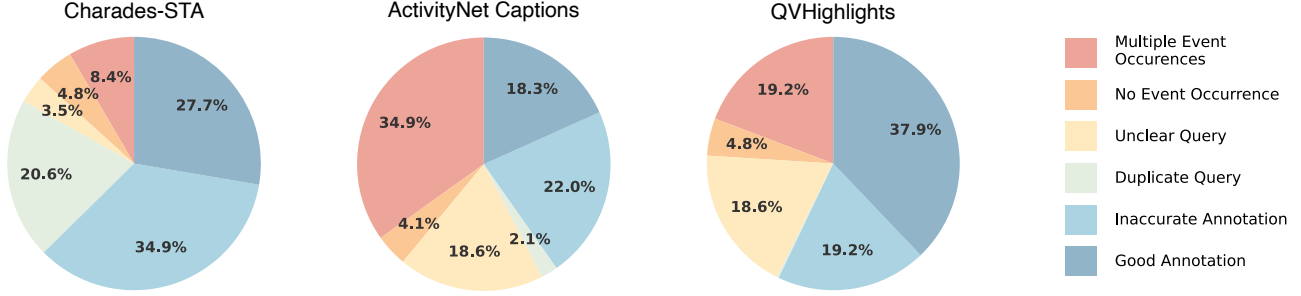 Charades-STA
8.4%
27.7%
4.8%
3.5%
20.6%
34.9%
ActivityNet Captions
18.3%
34.9%
22.0%
4.1%
2.1%
18.6%
QVHighlights
19.2%
37.9%
4.8%
18.6%
19.2%
Multiple Event
Occurences
No Event Occurrence
Unclear Query
Duplicate Query
Inaccurate Annotation
Good Annotation